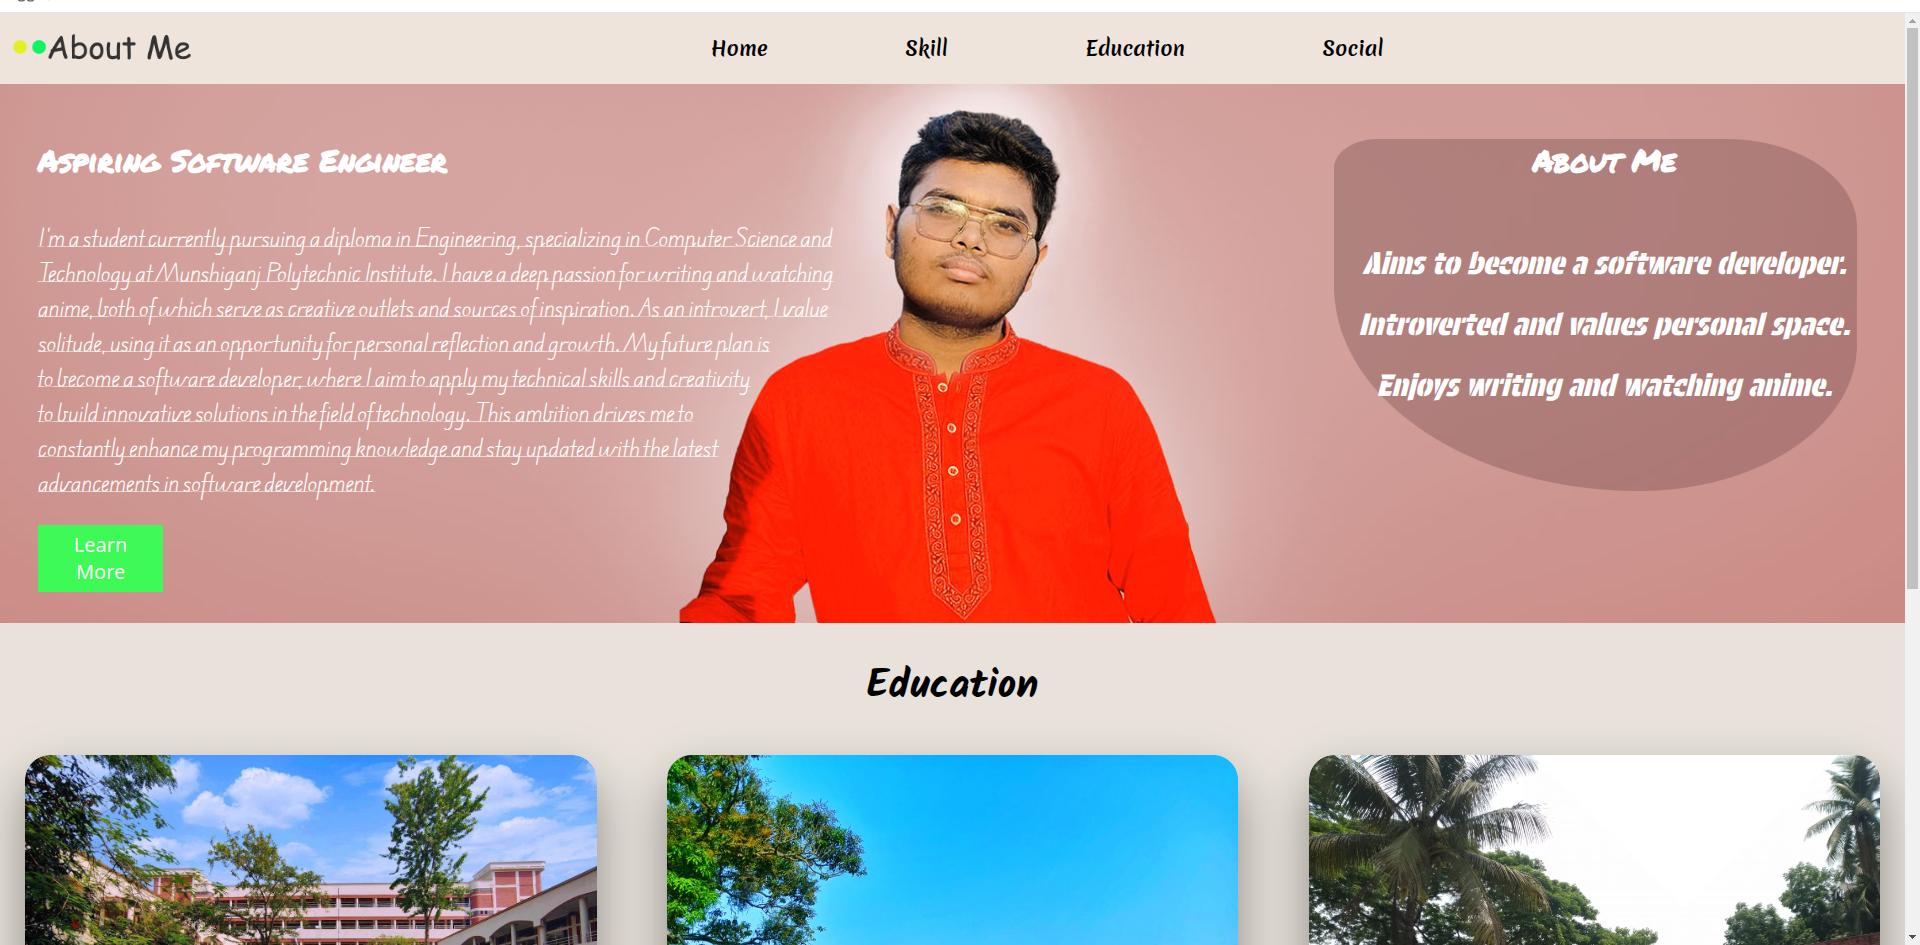 About Me
Home Skill Education Social
Aspiring Software Engineer
I'm a student currently pursuing a diploma in Engineering, specializing in Computer Science and
Technology at Munshiganj Polytechnic Institute. I have a deep passion for writing and watching
anime, both of which serve as creative outlets and sources of inspiration. As an introvert, I value
solitude, using it as an opportunity for personal reflection and growth. My future plan is
to become a software developer, where I aim to apply my technical skills and creativity
to build innovative solutions in the field of technology. This ambition drives me to
constantly enhance my programming knowledge and stay updated with the latest
advancements in software development.
Learn
More
About Me
Aims to become a software developer.
Introverted and values personal space.
Enjoys writing and watching anime.
Education